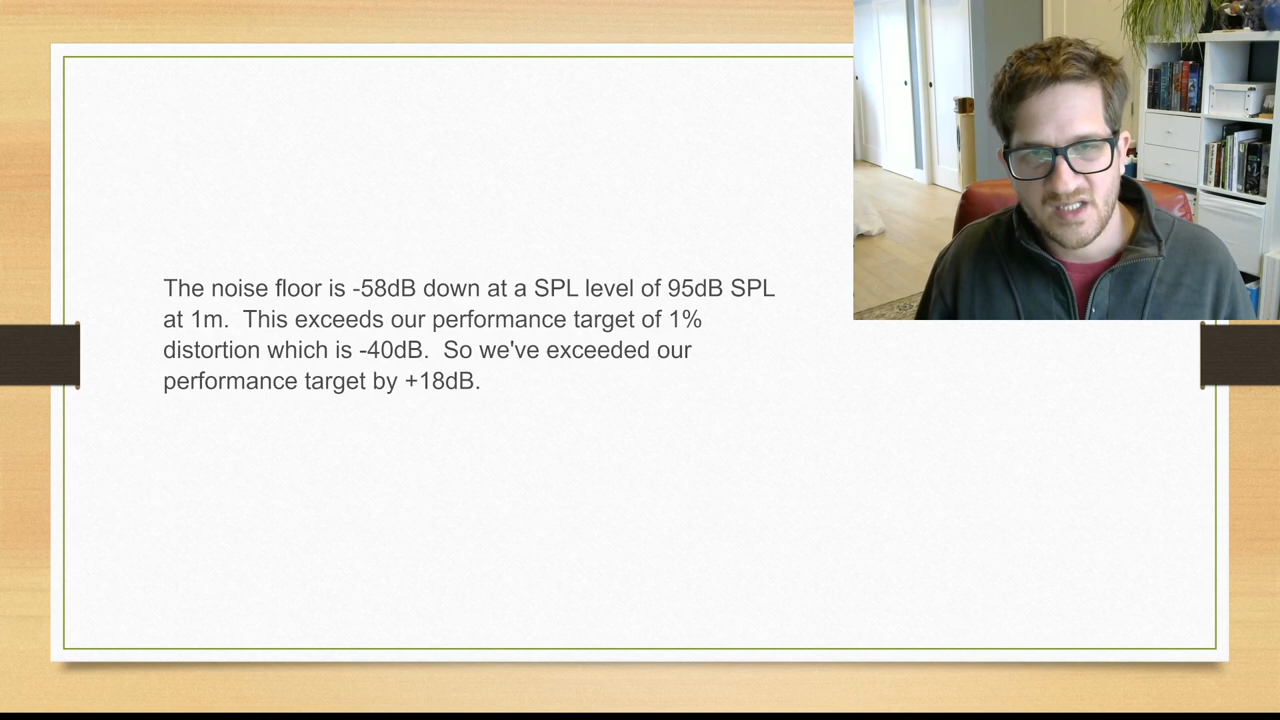 The noise floor is -58dB down at a SPL level of 95dB SPL
at 1m.  This exceeds our performance target of 1%
distortion which is -40dB.  So we've exceeded our
performance target by +18dB.